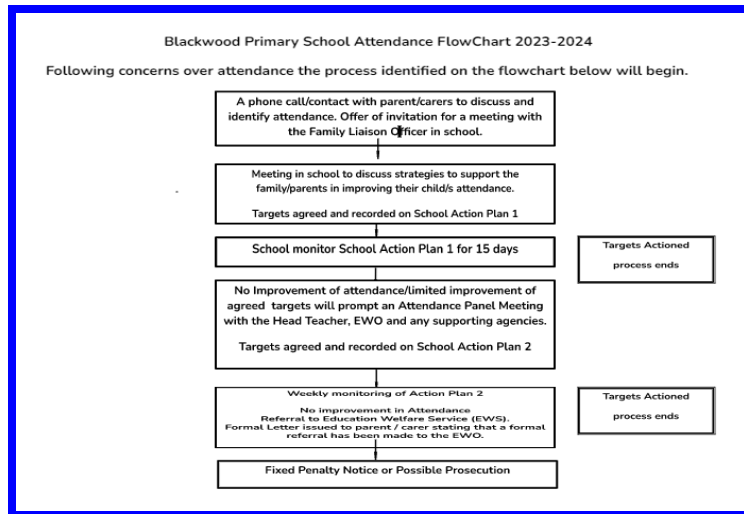 Blackwood Primary School Attendance FlowChart 2023-2024
Following concerns over attendance the process identified on the flowchart below will begin.
A phone call/contact with parent/carers to discuss and
identify attendance. Offer of invitation for a meeting with
the Family Liaison Officer in school.
Meeting in school to discuss strategies to support the
family/parents in improving their child/s attendance.
Targets agreed and recorded on School Action Plan 1
School monitor School Action Plan 1 for 15 days
Targets Actioned
process ends
No Improvement of attendance/limited improvement of
agreed targets will prompt an Attendance Panel Meeting
with the Head Teacher, EWO and any supporting agencies.
Targets agreed and recorded on School Action Plan 2
Weekly monitoring of Action Plan 2
No improvement in Attendance
Referral to Education Welfare Service (EWS).
Formal Letter issued to parent / carer stating that a formal
referral has been made to the EWO.
Targets Actioned
process ends
Fixed Penalty Notice or Possible Prosecution